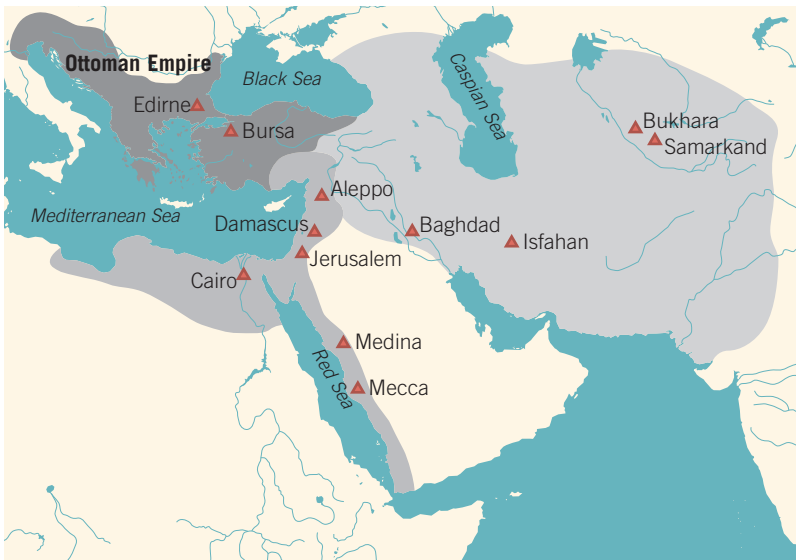 Ottoman Empire
Black Sea
Caspian Sea
Edirne
Bursa
Bukhara
Samarkand
Aleppo
Mediterranean Sea
Damascus
Baghdad
Isfahan
Jerusalem
Cairo
Medina
Red Sea
Mecca